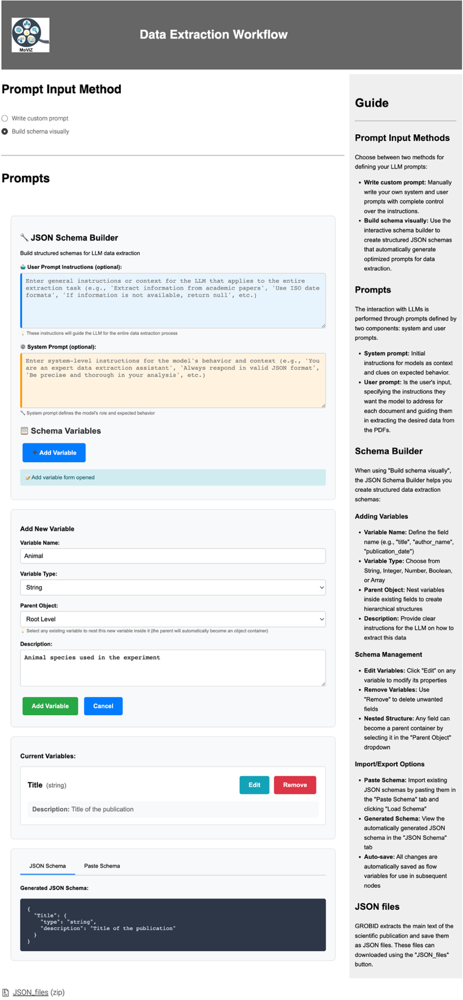 MoVIZ
Data Extraction Workflow
Prompt Input Method
Write custom prompt
Build schema visually
Prompts
JSON Schema Builder
Build structured schemas for LLM data extraction
User Prompt Instructions (optional):
Enter general instructions or context for the LLM that applies to the entire
extraction task (e.g., 'Extract information from academic papers', 'Use ISO date
formats', 'If information is not available, return null', etc.)
These instructions will guide the LLM for the entire data extraction process
System Prompt (optional):
Enter system-level instructions for the model's behavior and context (e.g., 'You
are an expert data extraction assistant', 'Always respond in valid JSON format',
'Be precise and thorough in your analysis', etc.)
System prompt defines the model's role and expected behavior
Schema Variables
+ Add Variable
Add variable form opened
Add New Variable
Variable Name:
Animal
Variable Type:
String
Parent Object:
Root Level
Select any existing variable to nest this new variable inside it (the parent will automatically become an object container)
Description:
Animal species used in the experiment
Add Variable
Cancel
Current Variables:
Title (string)
Edit
Remove
Description: Title of the publication
JSON Schema
Paste Schema
Generated JSON Schema:
{
"Title": {
"type": "string",
"description": "Title of the publication"
}
}
JSON_files (zip)
Guide
Prompt Input Methods
Choose between two methods for
defining your LLM prompts:
• Write custom prompt: Manually
write your own system and user
prompts with complete control
over the instructions.
• Build schema visually: Use the
interactive schema builder to
create structured JSON schemas
that automatically generate
optimized prompts for data
extraction.
Prompts
The interaction with LLMs is
performed through prompts defined by
two components: system and user
prompts.
• System prompt: Initial
instructions for models as context
and clues on expected behavior.
• User prompt: Is the user's input,
specifying the instructions they
want the model to address for
each document and guiding them
in extracting the desired data from
the PDFs.
Schema Builder
When using "Build schema visually",
the JSON Schema Builder helps you
create structured data extraction
schemas:
Adding Variables
• Variable Name: Define the field
name (e.g., "title", "author_name",
"publication_date")
• Variable Type: Choose from
String, Integer, Number, Boolean,
or Array
• Parent Object: Nest variables
inside existing fields to create
hierarchical structures
• Description: Provide clear
instructions for the LLM on how to
extract this data
Schema Management
• Edit Variables: Click "Edit" on any
variable to modify its properties
• Remove Variables: Use
"Remove" to delete unwanted
fields
• Nested Structure: Any field can
become a parent container by
selecting it in the "Parent Object"
dropdown
Import/Export Options
• Paste Schema: Import existing
JSON schemas by pasting them in
the "Paste Schema" tab and
clicking "Load Schema"
• Generated Schema: View the
automatically generated JSON
schema in the "JSON Schema"
tab
• Auto-save: All changes are
automatically saved as flow
variables for use in subsequent
nodes
JSON files
GROBID extracts the main text of the
scientific publication and save them
as JSON files. These files can
downloaded using the "JSON_files"
button.